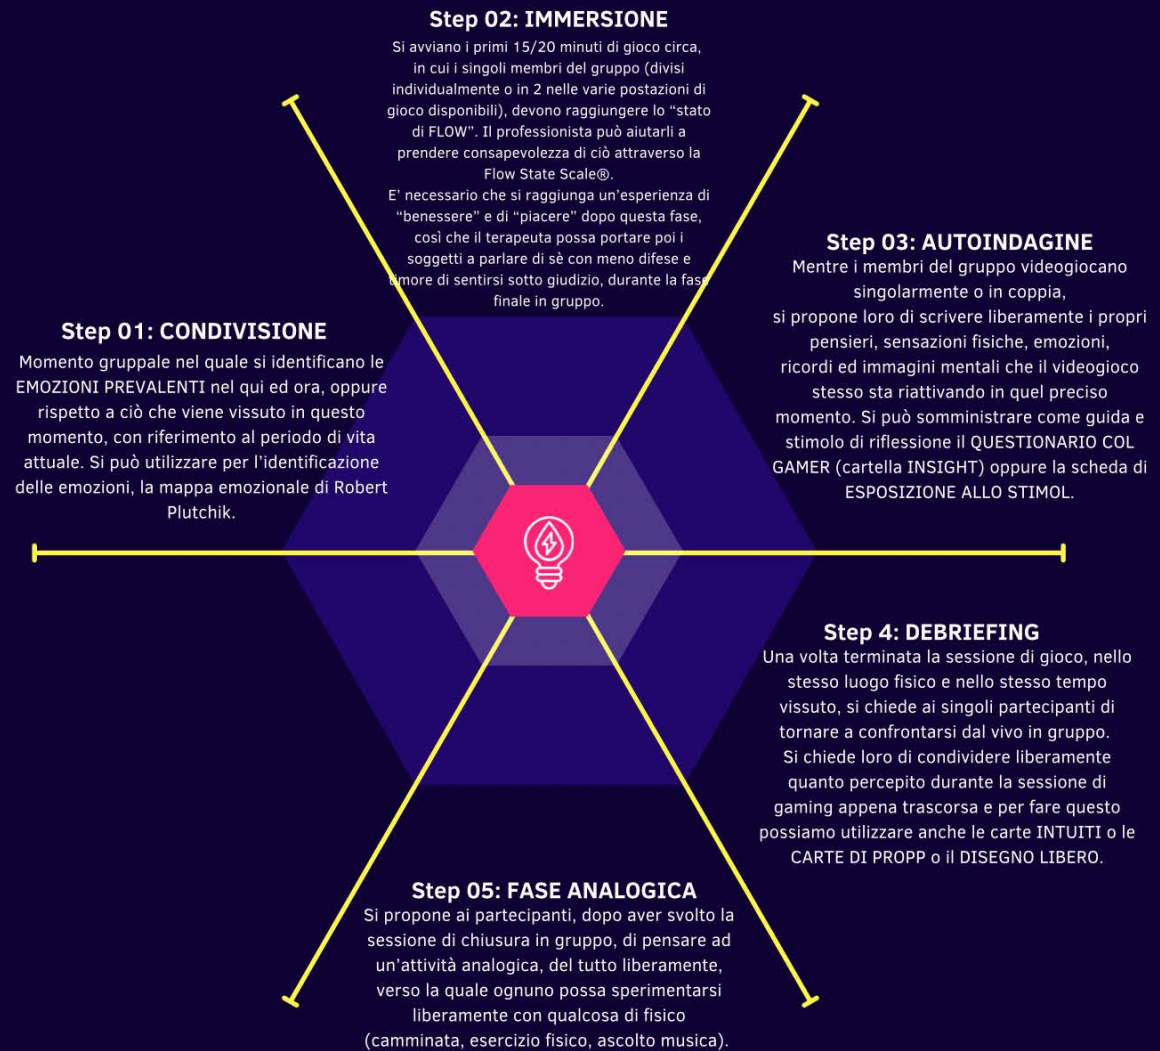 Step 01: CONDIVISIONE
Momento gruppale nel quale si identificano le
EMOZIONI PREVALENTI nel qui ed ora, oppure
rispetto a ciò che viene vissuto in questo
momento, con riferimento al periodo di vita
attuale. Si può utilizzare per l'identificazione
delle emozioni, la mappa emozionale di Robert
Plutchik.
Step 02: IMMERSIONE
Si avviano i primi 15/20 minuti di gioco circa,
in cui i singoli membri del gruppo (divisi
individualmente o in 2 nelle varie postazioni di
gioco disponibili), devono raggiungere lo “stato
di FLOW”. Il professionista può aiutarli a
prendere consapevolezza di ciò attraverso la
Flow State Scale®.
E' necessario che si raggiunga un'esperienza di
“benessere” e di “piacere” dopo questa fase,
così che il terapeuta possa portare poi i
soggetti a parlare di sè con meno difese e
timore di sentirsi sotto giudizio, durante la fase
finale in gruppo.
Step 03: AUTOINDAGINE
Mentre i membri del gruppo videogiocano
singolarmente o in coppia,
si propone loro di scrivere liberamente i propri
pensieri, sensazioni fisiche, emozioni,
ricordi ed immagini mentali che il videogioco
stesso sta riattivando in quel preciso
momento. Si può somministrare come guida e
stimolo di riflessione il QUESTIONARIO COL
GAMER (cartella INSIGHT) oppure la scheda di
ESPOSIZIONE ALLO STIMOL.
Step 4: DEBRIEFING
Una volta terminata la sessione di gioco, nello
stesso luogo fisico e nello stesso tempo
vissuto, si chiede ai singoli partecipanti di
tornare a confrontarsi dal vivo in gruppo.
Si chiede loro di condividere liberamente
quanto percepito durante la sessione di
gaming appena trascorsa e per fare questo
possiamo utilizzare anche le carte INTUITI o le
CARTE DI PROPP o il DISEGNO LIBERO.
Step 05: FASE ANALOGICA
Si propone ai partecipanti, dopo aver svolto la
sessione di chiusura in gruppo, di pensare ad
un'attività analogica, del tutto liberamente,
verso la quale ognuno possa sperimentarsi
liberamente con qualcosa di fisico
(camminata, esercizio fisico, ascolto musica).